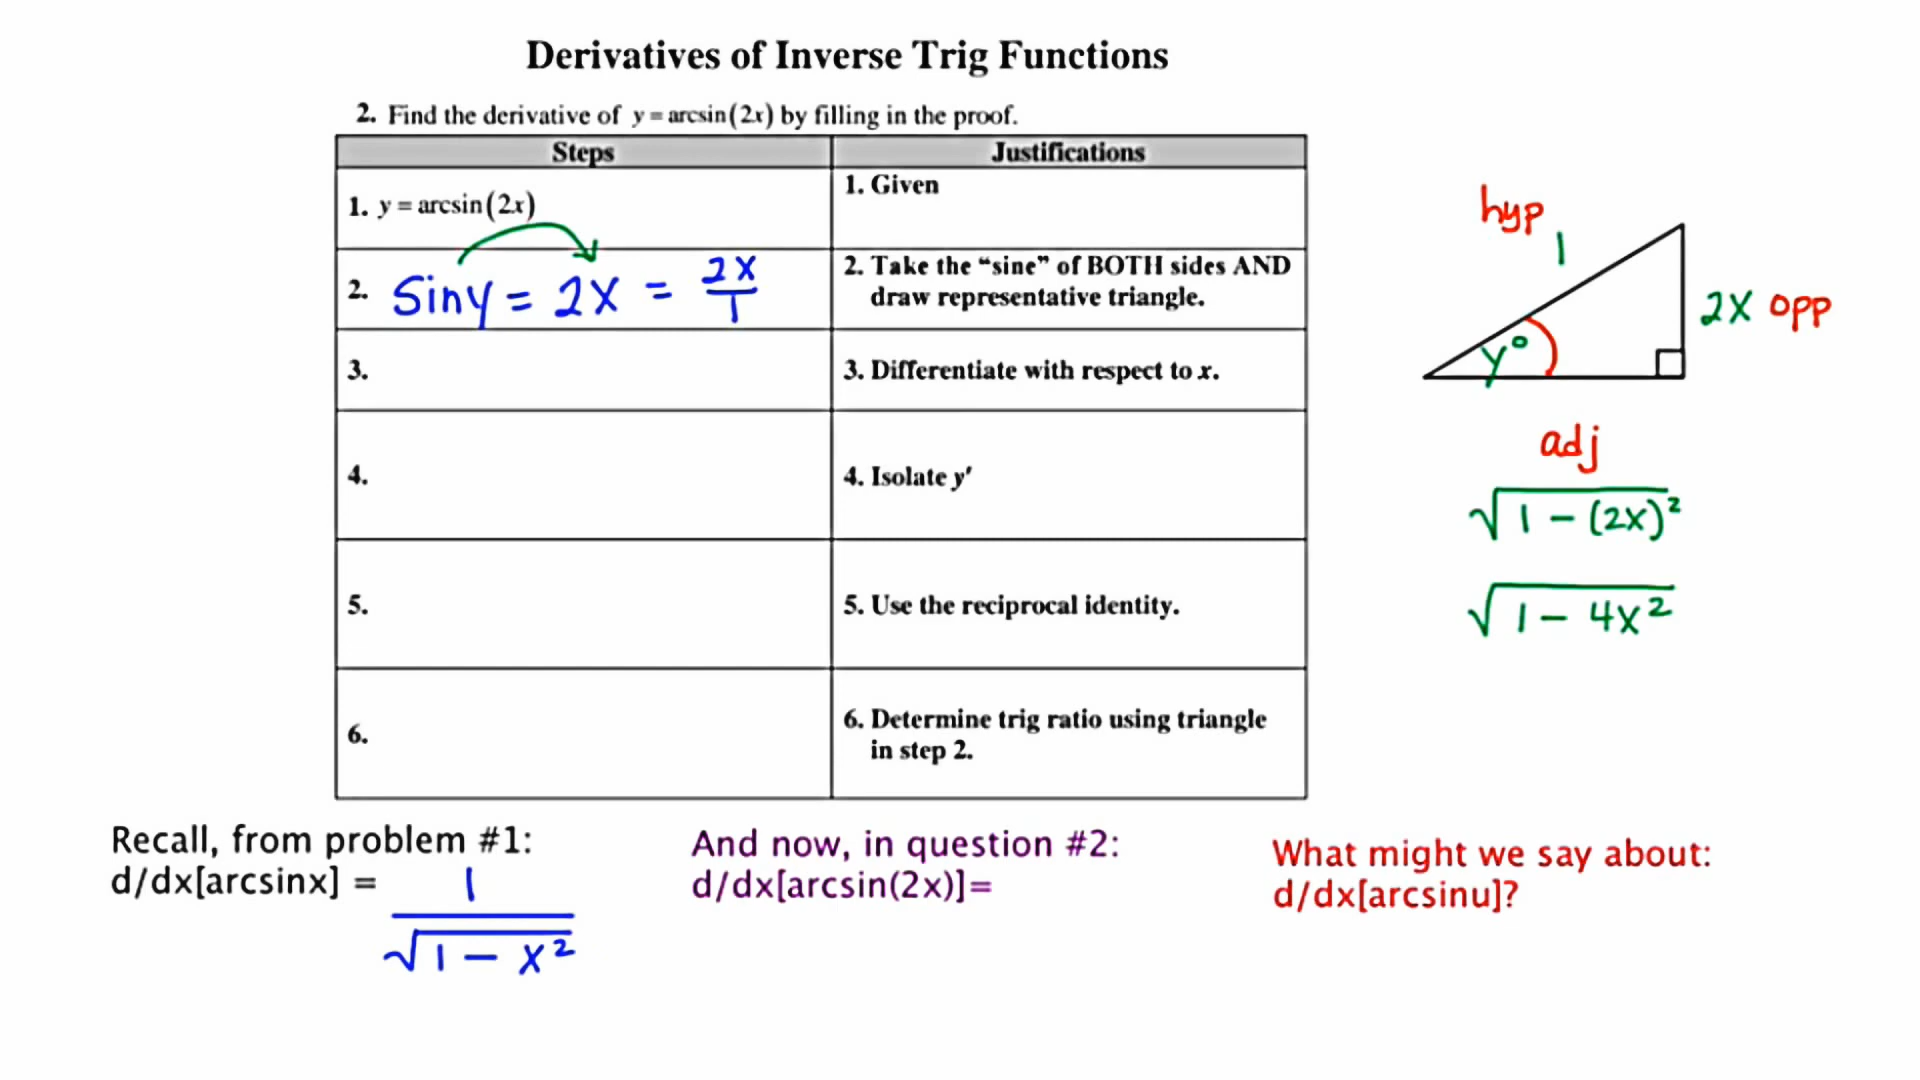 Derivatives of Inverse Trig Functions
2. Find the derivative of y = arcsin(2x) by filling in the proof.
Steps
Justifications
1. y = arcsin(2x)
1. Given
2. Siny = 2X = 2X/1
2. Take the “sine” of BOTH sides AND
draw representative triangle.
3.
3. Differentiate with respect to x.
4.
4. Isolate y′
5.
5. Use the reciprocal identity.
6.
6. Determine trig ratio using triangle
in step 2.
hyp
1
2X opp
y°
adj
√1 – (2X)²
√1 – 4X²
Recall, from problem #1:
d/dx[arcsinx] = 1/√1 – X²
And now, in question #2:
d/dx[arcsin(2x)]=
What might we say about:
d/dx[arcsinu]?